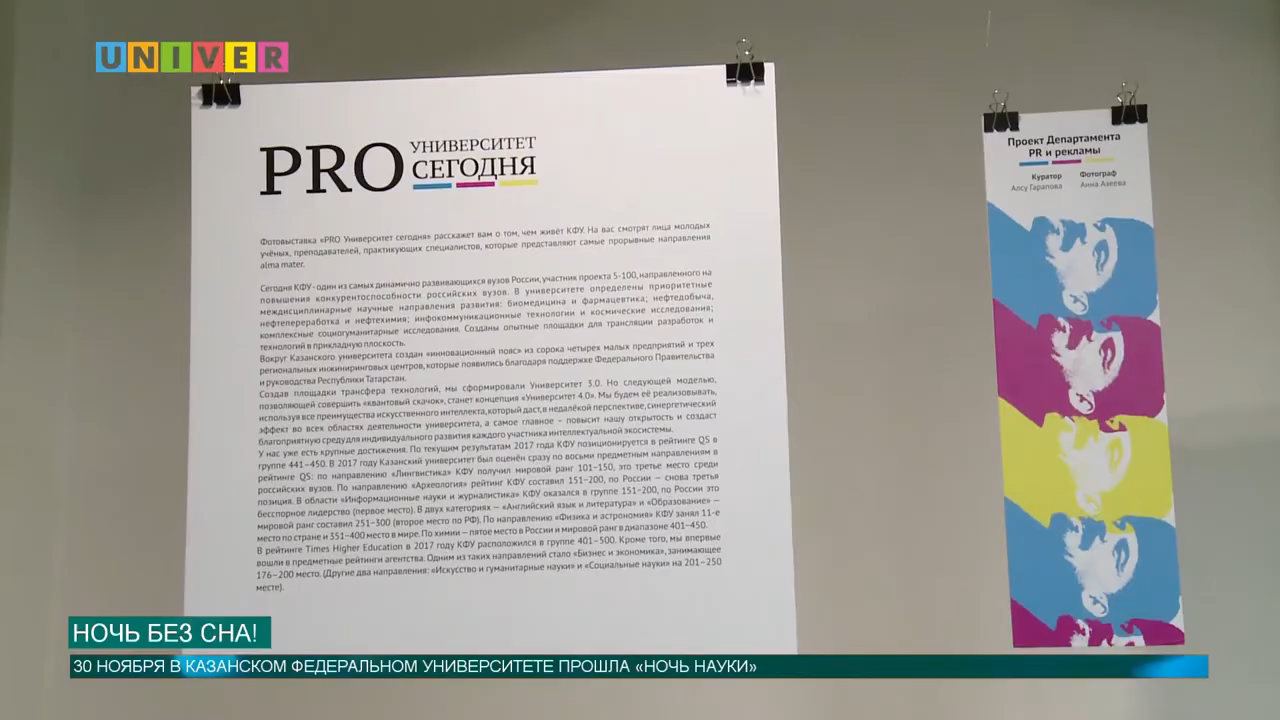 UNIVER
PRO УНИВЕРСИТЕТ
СЕГОДНЯ
Фотовыставка «PRO Университет сегодня» расскажет вам о том, чем живёт КФУ. На вас смотрят лица молодых
учёных, преподавателей, практикующих специалистов, которые представляют самые прорывные направления
alma mater.
Сегодня КФУ - один из самых динамично развивающихся вузов России, участник проекта 5-100, направленного на
повышения конкурентоспособности российских вузов. В университете определены приоритетные
междисциплинарные научные направления развития: биомедицина и фармацевтика; нефтедобыча,
нефтепереработка и нефтехимия; инфокоммуникационные технологии и космические исследования;
комплексные социогуманитарные исследования. Созданы опытные площадки для трансляции разработок и
технологий в прикладную плоскость.
Вокруг Казанского университета создан «инновационный пояс» из сорока четырех малых предприятий и трех
региональных инжиниринговых центров, которые появились благодаря поддержке Федерального Правительства
и руководства Республики Татарстан.
Создав площадки трансфера технологий, мы сформировали Университет 3.0. Но следующей моделью,
позволяющей совершить «квантовый скачок», станет концепция «Университет 4.0». Мы будем её реализовывать,
используя все преимущества искусственного интеллекта, который даст, в недалёкой перспективе, синергетический
эффект во всех областях деятельности университета, а самое главное – повысит нашу открытость и создаст
благоприятную среду для индивидуального развития каждого участника интеллектуальной экосистемы.
У нас уже есть крупные достижения. По текущим результатам 2017 года КФУ позиционируется в рейтинге QS в
группе 441–450. В 2017 году Казанский университет был оценён сразу по восьми предметным направлениям в
рейтинге QS: по направлению «Лингвистика» КФУ получил мировой ранг 101–150, это третье место среди
российских вузов. По направлению «Археология» рейтинг КФУ составил 151–200, по России – снова третья
позиция. В области «Информационные науки и журналистика» КФУ оказался в группе 151–200, по России это
бесспорное лидерство (первое место). В двух категориях – «Английский язык и литература» и «Образование» –
мировой ранг составил 251–300 (второе место по РФ). По направлению «Физика и астрономия» КФУ занял 11-е
место по стране и 351–400 место в мире. По химии – пятое место в России и мировой ранг в диапазоне 401–450.
В рейтинге Times Higher Education в 2017 году КФУ расположился в группе 401–500. Кроме того, мы впервые
вошли в предметные рейтинги агентства. Одним из таких направлений стало «Бизнес и экономика», занимающее
176–200 место. (Другие два направления: «Искусство и гуманитарные науки» и «Социальные науки» на 201–250
месте).
Проект Департамента
PR и рекламы
Куратор Фотограф
Алсу Гарапова Анна Азеева
НОЧЬ БЕЗ СНА!
30 НОЯБРЯ В КАЗАНСКОМ ФЕДЕРАЛЬНОМ УНИВЕРСИТЕТЕ ПРОШЛА «НОЧЬ НАУКИ»